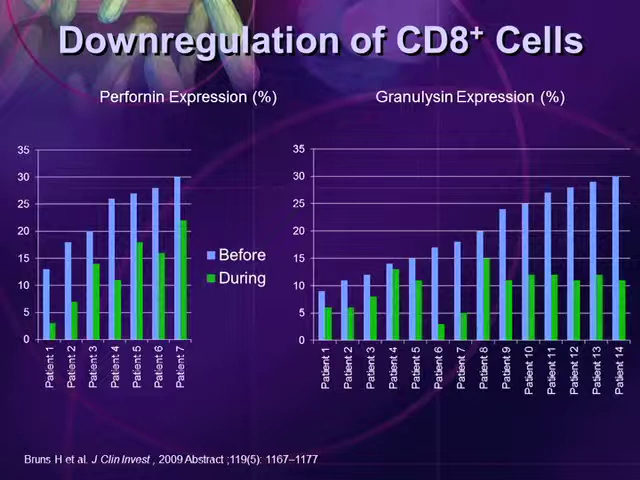 Downregulation of CD8+ Cells
Perfornin Expression (%)
Granulysin Expression (%)
35
30
25
20
15
10
5
0
Patient 1
Patient 2
Patient 3
Patient 4
Patient 5
Patient 6
Patient 7
Before
During
35
30
25
20
15
10
5
0
Patient 1
Patient 2
Patient 3
Patient 4
Patient 5
Patient 6
Patient 7
Patient 8
Patient 9
Patient 10
Patient 11
Patient 12
Patient 13
Patient 14
Bruns H et al. J Clin Invest , 2009 Abstract ;119(5): 1167–1177